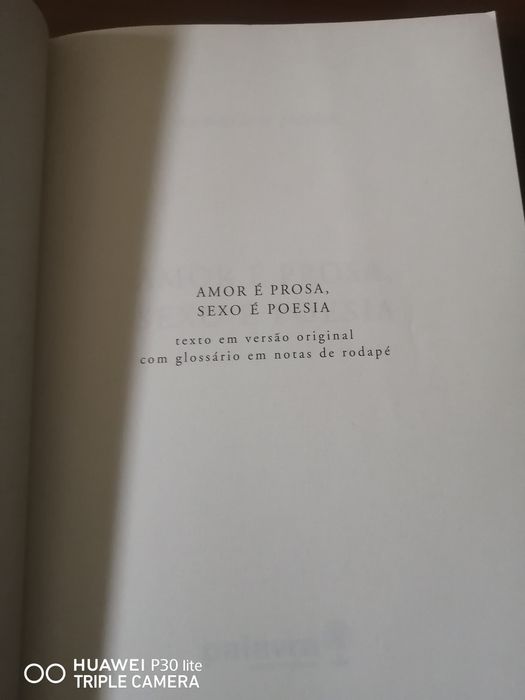 AMOR É PROSA,
SEXO É POESIA
texto em versão original
com glossário em notas de rodapé
HUAWEI P30 lite
TRIPLE CAMERA